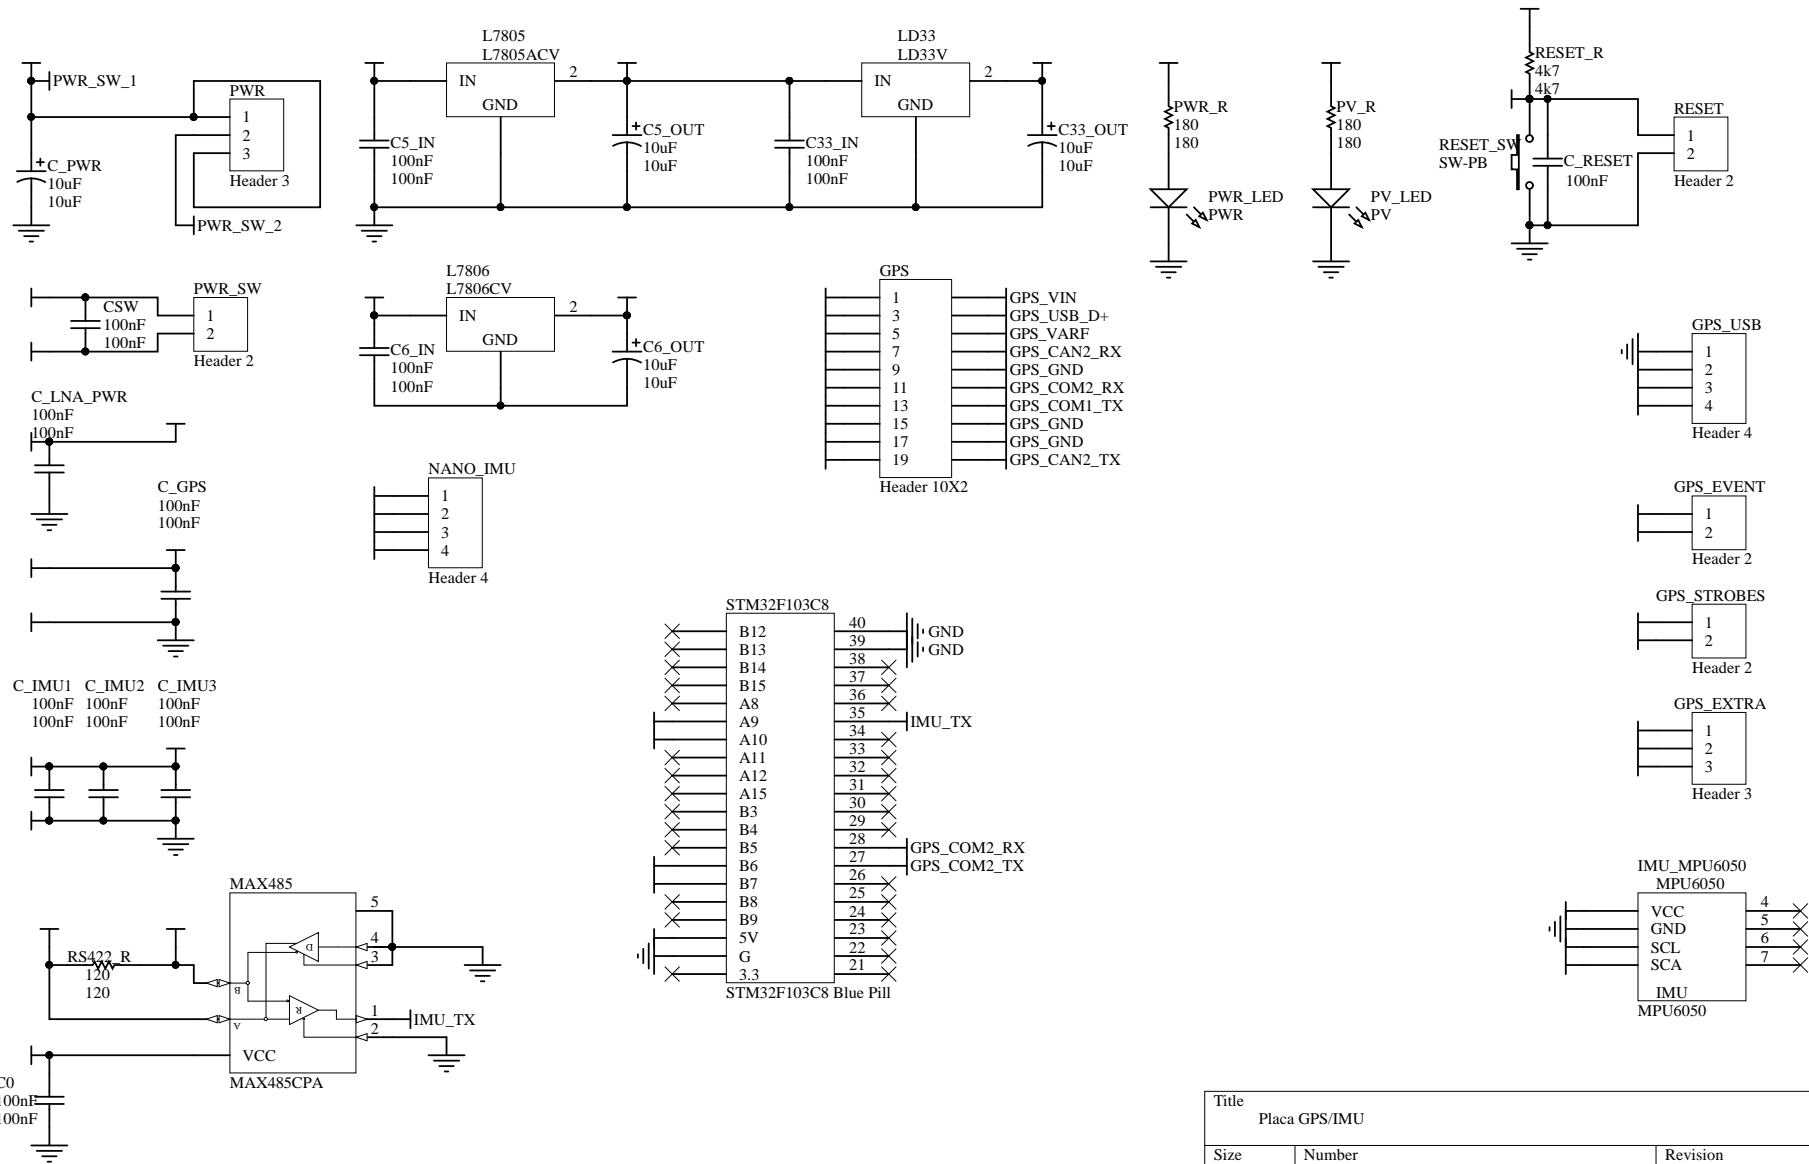 PWR_SW_1
PWR
1
2
3
Header 3
C_PWR
10uF
10uF
PWR_SW_2
L7805
L7805ACV
IN
2
GND
C5_IN
100nF
100nF
C5_OUT
10uF
10uF
C33_IN
100nF
100nF
LD33
LD33V
IN
2
GND
C33_OUT
10uF
10uF
PWR_R
180
180
PWR_LED
PWR
PV_R
180
180
PV_LED
PV
RESET_R
4k7
4k7
RESET_SW
SW-PB
C_RESET
100nF
RESET
1
2
Header 2
PWR_SW
CSW
100nF
100nF
1
2
Header 2
L7806
L7806CV
IN
2
GND
C6_IN
100nF
100nF
C6_OUT
10uF
10uF
GPS
1 GPS_VIN
3 GPS_USB_D+
5 GPS_VARF
7 GPS_CAN2_RX
9 GPS_GND
11 GPS_COM2_RX
13 GPS_COM1_TX
15 GPS_GND
17 GPS_GND
19 GPS_CAN2_TX
Header 10X2
GPS_USB
1
2
3
4
Header 4
C_LNA_PWR
100nF
100nF
C_GPS
100nF
100nF
NANO_IMU
1
2
3
4
Header 4
GPS_EVENT
1
2
Header 2
GPS_STROBES
1
2
Header 2
GPS_EXTRA
1
2
3
Header 3
C_IMU1 C_IMU2 C_IMU3
100nF 100nF 100nF
100nF 100nF 100nF
STM32F103C8
B12 40 GND
B13 39 GND
B14 38
B15 37
A8 36
A9 35 IMU_TX
A10 34
A11 33
A12 32
A15 31
B3 30
B4 29
B5 28 GPS_COM2_RX
B6 27 GPS_COM2_TX
B7 26
B8 25
B9 24
5V 23
G 22
3.3 21
STM32F103C8 Blue Pill
IMU_MPU6050
MPU6050
VCC 4
GND 5
SCL 6
SCA 7
IMU
MPU6050
MAX485
5
4
3
D
B
R
A
1 IMU_TX
2
VCC
MAX485CPA
RS422_R
120
120
C0
100nF
100nF
Title
Placa GPS/IMU
Size Number Revision